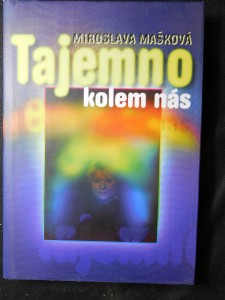 MIROSLAVA MAŠKOVÁ
Tajemno
kolem nás